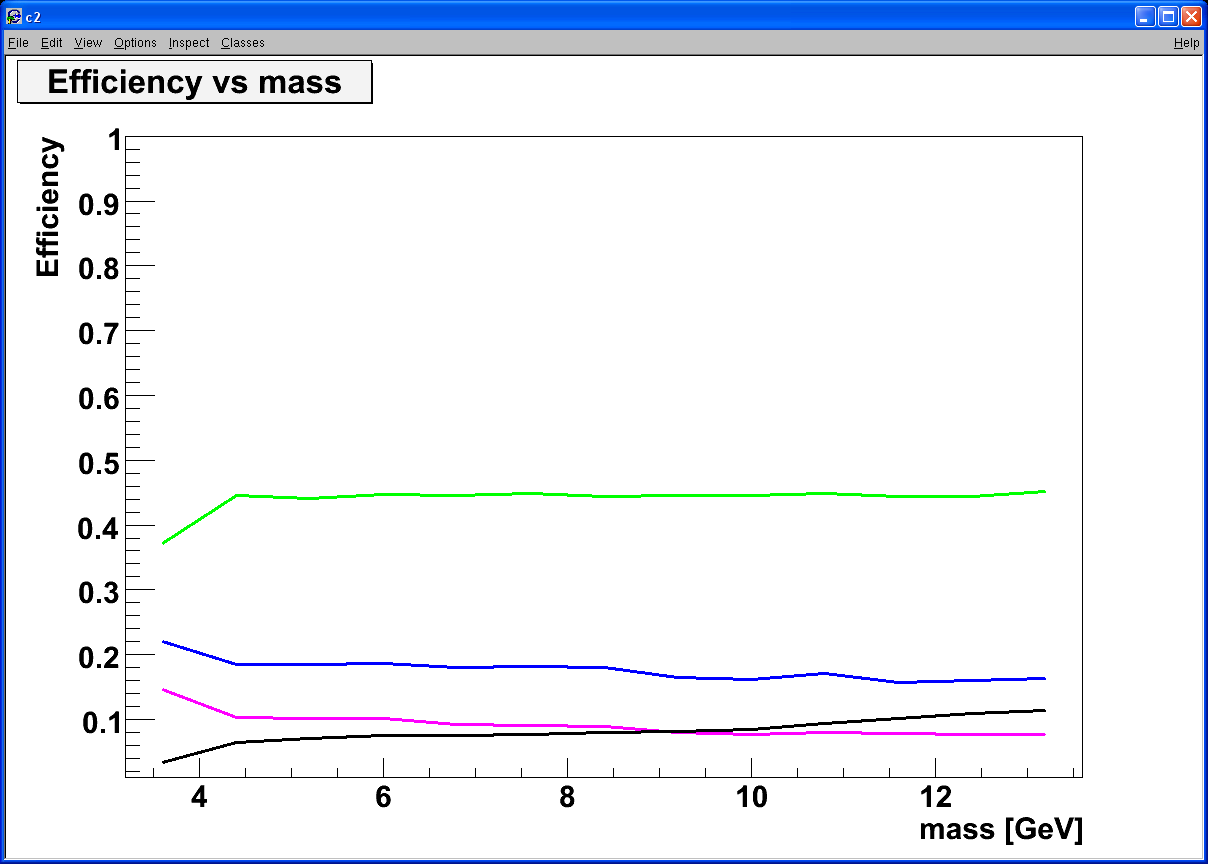 c2
File Edit View Options Inspect Classes Help
Efficiency vs mass
Efficiency
1
0.9
0.8
0.7
0.6
0.5
0.4
0.3
0.2
0.1
4 6 8 10 12
mass [GeV]